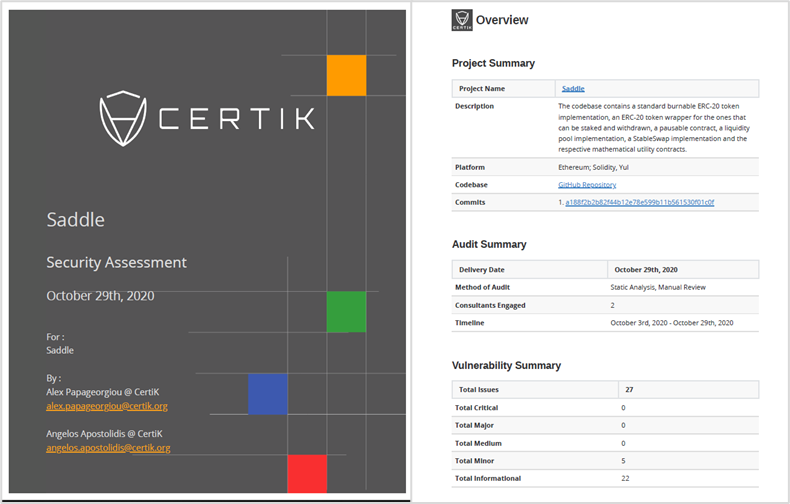 CERTIK
Saddle
Security Assessment
October 29th, 2020
For :
Saddle
By :
Alex Papageorgiou @ CertiK
alex.papageorgiou@certik.org
Angelos Apostolidis @ CertiK
angelos.apostolidis@certik.org
CERTIK
Overview
Project Summary
Project Name Saddle
Description The codebase contains a standard burnable ERC-20 token
implementation, an ERC-20 token wrapper for the ones that
can be staked and withdrawn, a pausable contract, a liquidity
pool implementation, a StableSwap implementation and the
respective mathematical utility contracts.
Platform Ethereum; Solidity, Yul
Codebase GitHub Repository
Commits 1. a188f2b2b82f44b12e78e599b11b561530f01c0f
Audit Summary
Delivery Date October 29th, 2020
Method of Audit Static Analysis, Manual Review
Consultants Engaged 2
Timeline October 3rd, 2020 - October 29th, 2020
Vulnerability Summary
Total Issues 27
Total Critical 0
Total Major 0
Total Medium 0
Total Minor 5
Total Informational 22